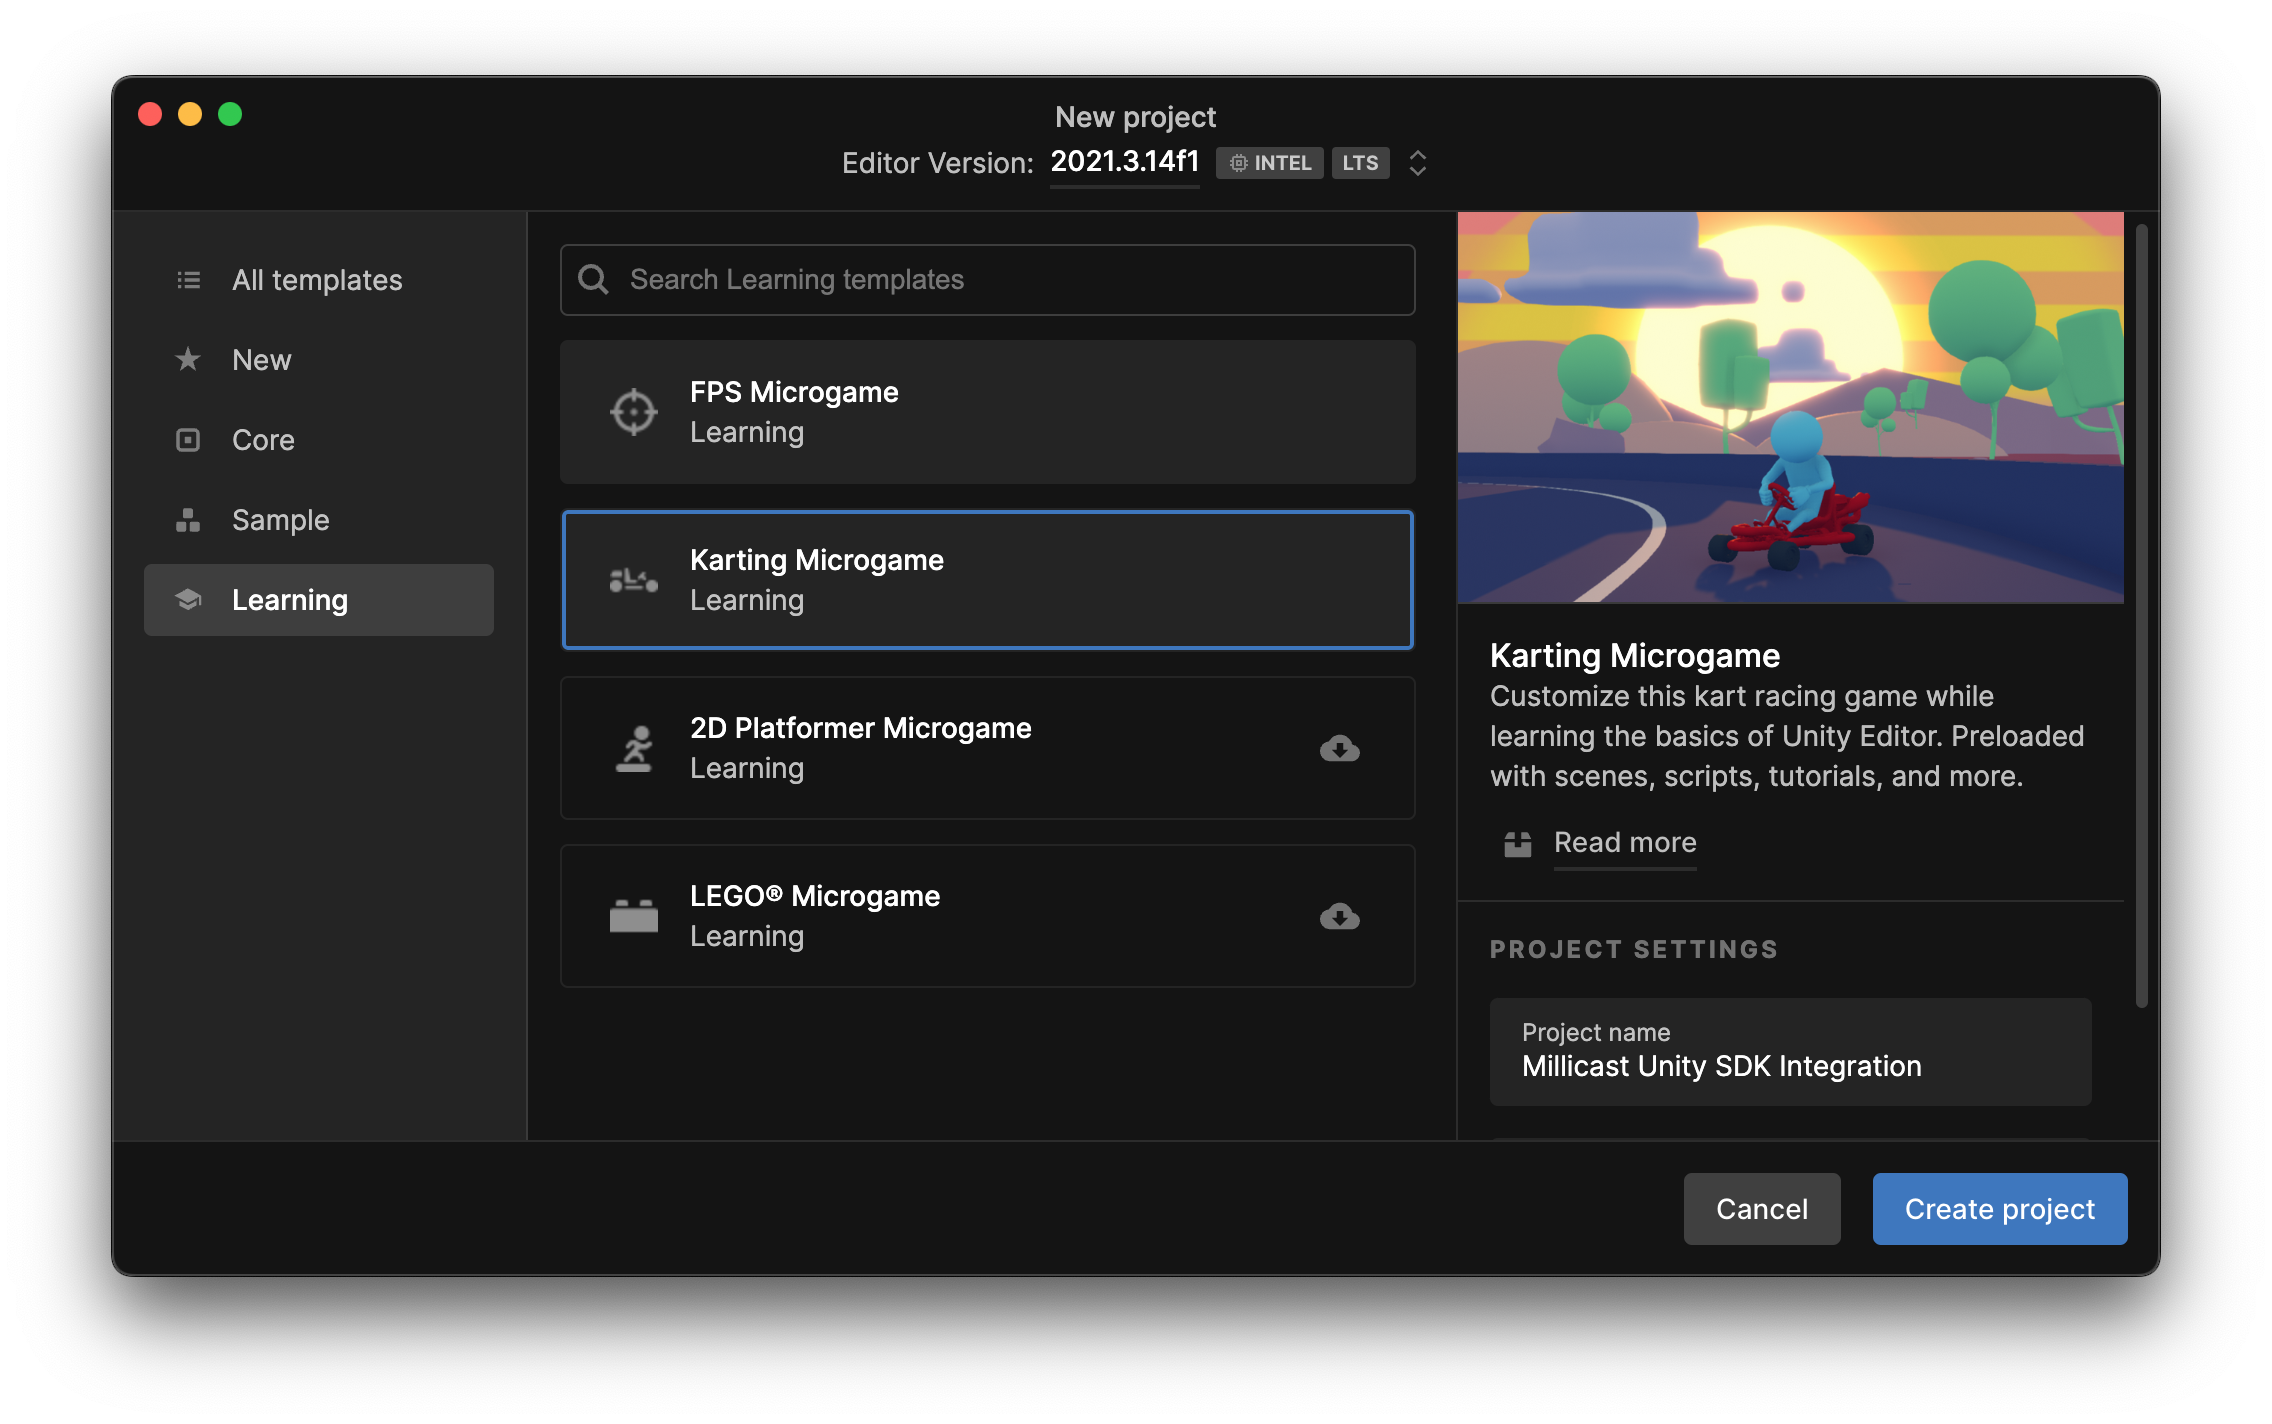 New project
Editor Version: 2021.3.14f1 INTEL LTS
All templates
New
Core
Sample
Learning
Search Learning templates
FPS Microgame
Learning
Karting Microgame
Learning
2D Platformer Microgame
Learning
LEGO® Microgame
Learning
Karting Microgame
Customize this kart racing game while
learning the basics of Unity Editor. Preloaded
with scenes, scripts, tutorials, and more.
Read more
PROJECT SETTINGS
Project name
Millicast Unity SDK Integration
Cancel
Create project